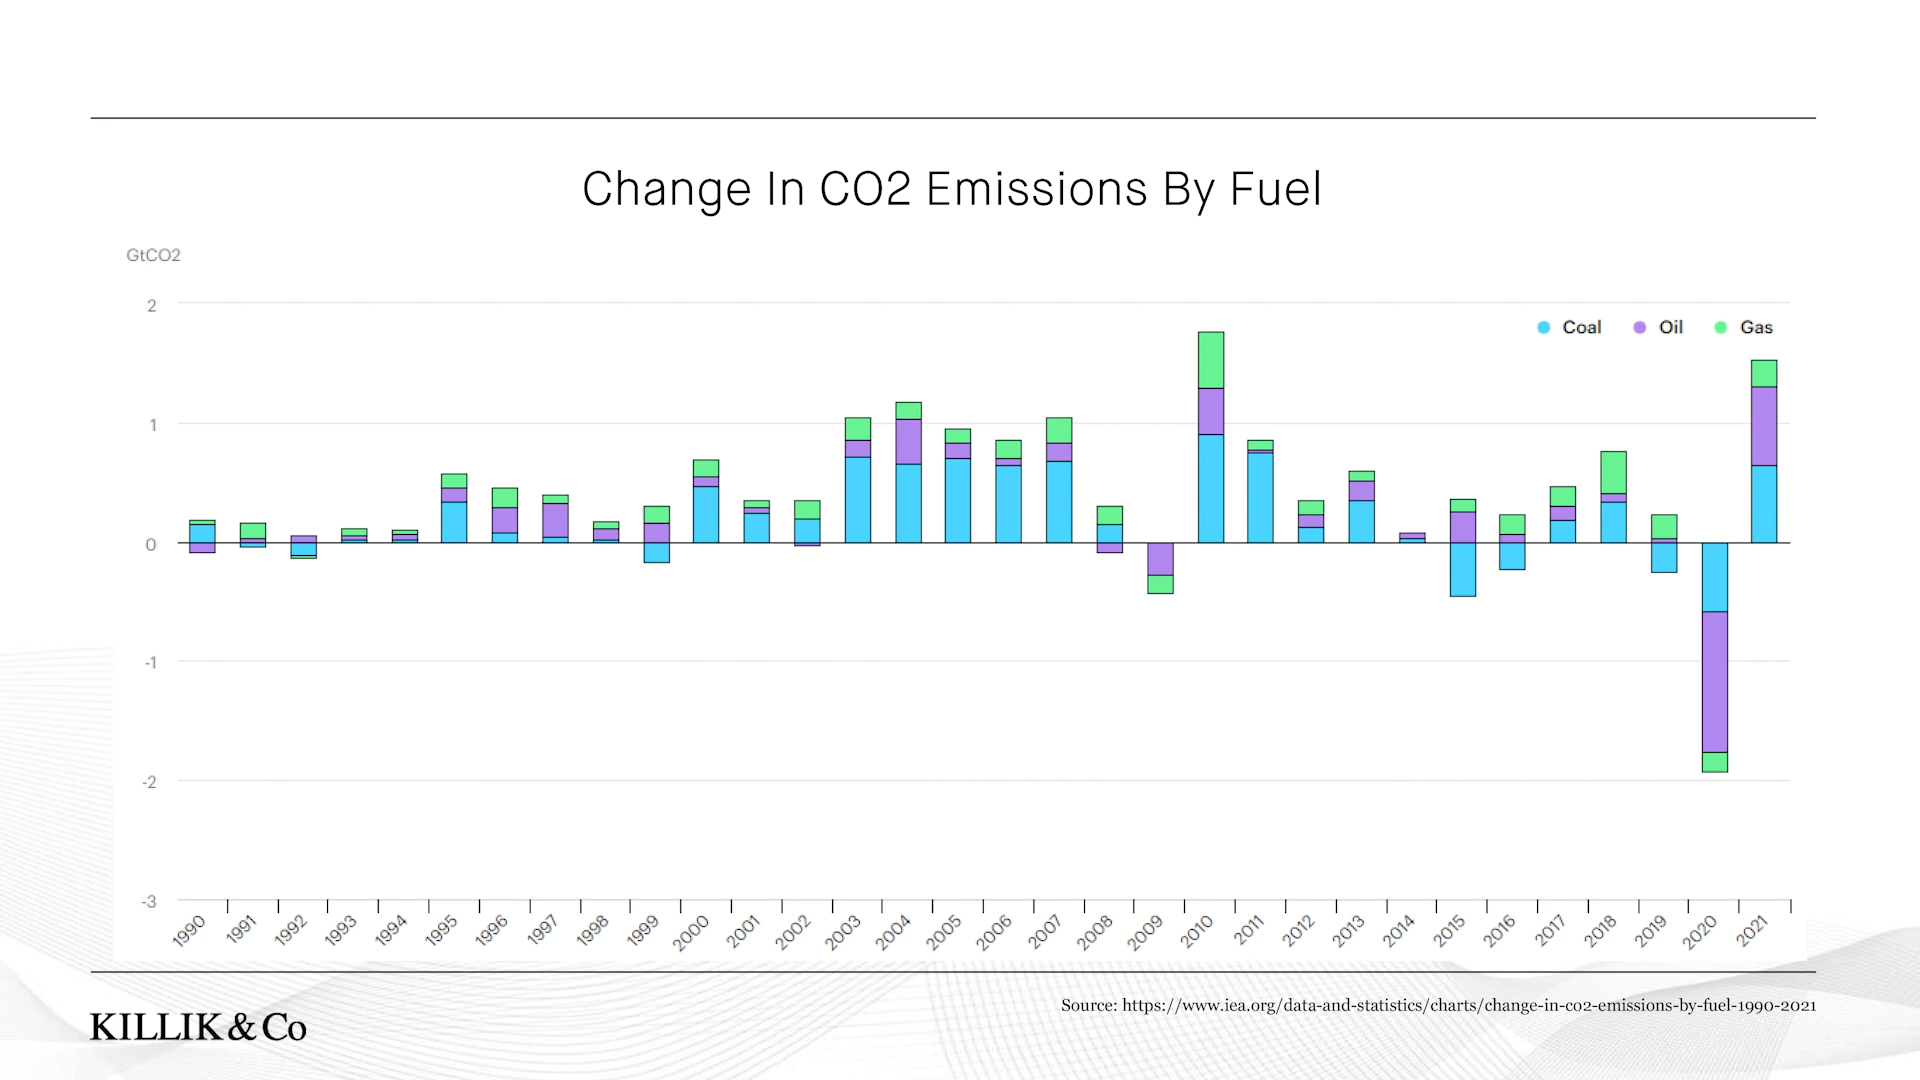 Change In CO2 Emissions By Fuel
GtCO2
2
Coal Oil Gas
1
0
-1
-2
-3
1990 1991 1992 1993 1994 1995 1996 1997 1998 1999 2000 2001 2002 2003 2004 2005 2006 2007 2008 2009 2010 2011 2012 2013 2014 2015 2016 2017 2018 2019 2020 2021
Source: https://www.iea.org/data-and-statistics/charts/change-in-co2-emissions-by-fuel-1990-2021
KILLIK & Co